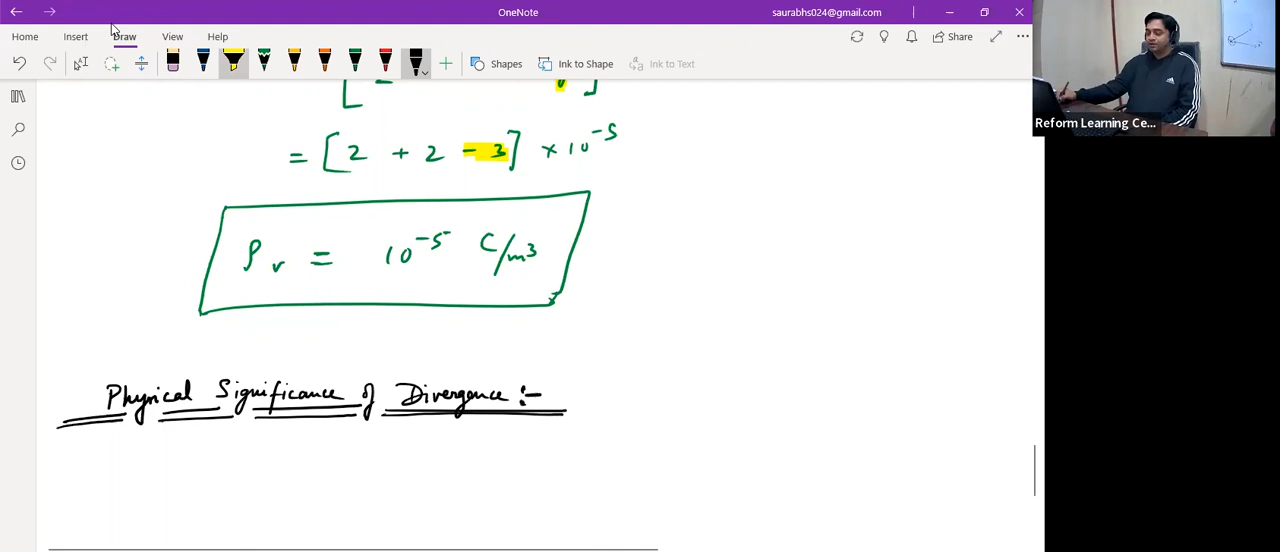 OneNote
saurabhs024@gmail.com
Home Insert Draw View Help
Share
Shapes Ink to Shape Ink to Text
Reform Learning Ce...
= [2 + 2 - 3] × 10⁻⁵
ρᵥ = 10⁻⁵ C/m³
Physical Significance of Divergence :-